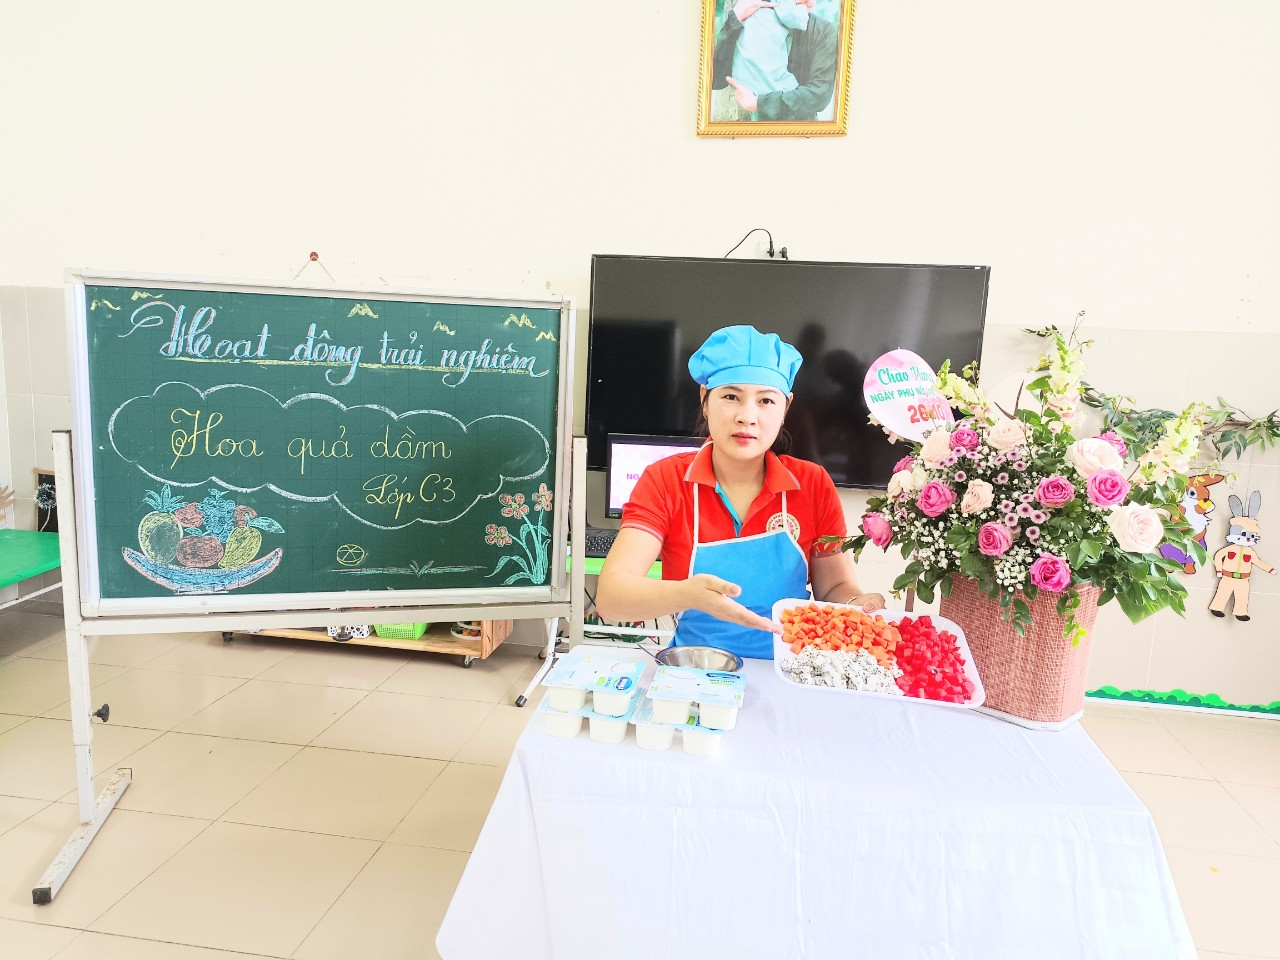 Hoạt động trải nghiệm
Hoa quả dầm
Lớp C3
Chào Mừng
NGÀY PHỤ NỮ